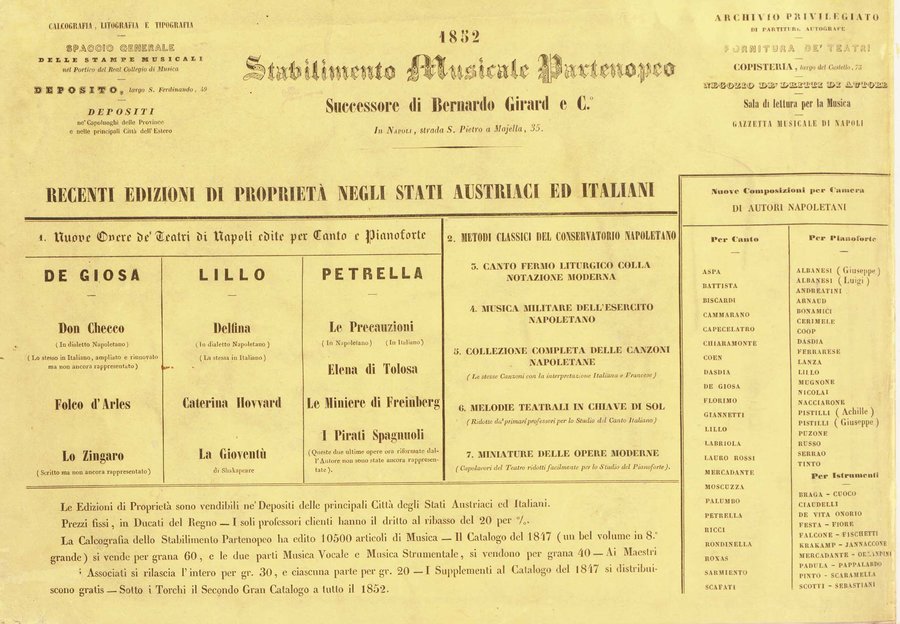 CALCOGRAFIA, LITOGRAFIA E TIPOGRAFIA
SPACCIO GENERALE
DELLE STAMPE MUSICALI
nel Portico del Real Collegio di Musica
DEPOSITO, largo S. Ferdinando, 49
DEPOSITI
ne' Capoluoghi delle Province
e nelle principali Città dell'Estero
1852
Stabilimento Musicale Partenopeo
Successore di Bernardo Girard e C.º
In Napoli, strada S. Pietro a Majella, 35.
ARCHIVIO PRIVILEGIATO
DI PARTITURE AUTOGRAFE
FORNITURA DE' TEATRI
COPISTERIA, largo del Castello, 73
NEGOZIO DE' DRITTI DI AUTORE
Sala di lettura per la Musica
GAZZETTA MUSICALE DI NAPOLI
RECENTI EDIZIONI DI PROPRIETÀ NEGLI STATI AUSTRIACI ED ITALIANI
1. Nuove Opere de' Teatri di Napoli edite per Canto e Pianoforte
DE GIOSA
Don Checco
(In dialetto Napoletano)
(Lo stesso in Italiano, ampliato e rinnovato
ma non ancora rappresentato)
Folco d'Arles
Lo Zingaro
(Scritto ma non ancora rappresentato)
LILLO
Delfina
(In dialetto Napoletano)
(La stessa in Italiano)
Caterina Hovvard
La Gioventù
di Shakspeare
PETRELLA
Le Precauzioni
(In Napoletano) (In Italiano)
Elena di Tolosa
Le Miniere di Freinberg
I Pirati Spagnuoli
(Queste due ultime opere ora riformate dal-
l'Autore non sono state ancora rappresen-
tate).
2. METODI CLASSICI DEL CONSERVATORIO NAPOLETANO
3. CANTO FERMO LITURGICO COLLA
NOTAZIONE MODERNA
4. MUSICA MILITARE DELL'ESERCITO
NAPOLETANO
5. COLLEZIONE COMPLETA DELLE CANZONI
NAPOLETANE
(Le stesse Canzoni con la interpretazione Italiana e Francese)
6. MELODIE TEATRALI IN CHIAVE DI SOL
(Ridotte da' primari professori per lo Studio del Canto Italiano)
7. MINIATURE DELLE OPERE MODERNE
(Capolavori del Teatro ridotti facilmente per lo Studio del Pianoforte).
Nuove Composizioni per Camera
DI AUTORI NAPOLETANI
Per Canto
ASPA
BATTISTA
BISCARDI
CAMMARANO
CAPECELATRO
CHIARAMONTE
COEN
DASDIA
DE GIOSA
FLORIMO
GIANNETTI
LILLO
LABRIOLA
LAURO ROSSI
MERCADANTE
MOSCUZZA
PALUMBO
PETRELLA
RICCI
RONDINELLA
ROXAS
SARMIENTO
SCAFATI
Per Pianoforte
ALBANESI (Giuseppe)
ALBANESI (Luigi)
ANDREATINI
ARNAUD
BONAMICI
CERIMELE
COOP
DASDIA
FERRARESE
LANZA
LILLO
MUGNONE
NICOLAI
NACCIARONE
PISTILLI (Achille)
PISTILLI (Giuseppe)
PUZONE
RUSSO
SERRAO
TINTO
Per Istrumenti
BRAGA - CUOCO
CIAUDELLI
DE VITA ONORIO
FESTA - FIORE
FALCONE - FISCHETTI
KRAKAMP - JANNACCONE
MERCADANTE -
PADULA - PAPPALARDO
PINTO - SCARAMELLA
SCOTTI - SEBASTIANI
Le Edizioni di Proprietà sono vendibili ne' Depositi delle principali Città degli Stati Austriaci ed Italiani.
Prezzi fissi, in Ducati del Regno — I soli professori clienti hanno il dritto al ribasso del 20 per %.
La Calcografia dello Stabilimento Partenopeo ha edito 10500 articoli di Musica — Il Catalogo del 1847 (un bel volume in 8.º
grande) si vende per grana 60, e le due parti Musica Vocale e Musica Strumentale, si vendono per grana 40 — Ai Maestri
Associati si rilascia l'intero per gr. 30, e ciascuna parte per gr. 20 — I Supplementi al Catalogo del 1847 si distribui-
scono gratis — Sotto i Torchi il Secondo Gran Catalogo a tutto il 1852.